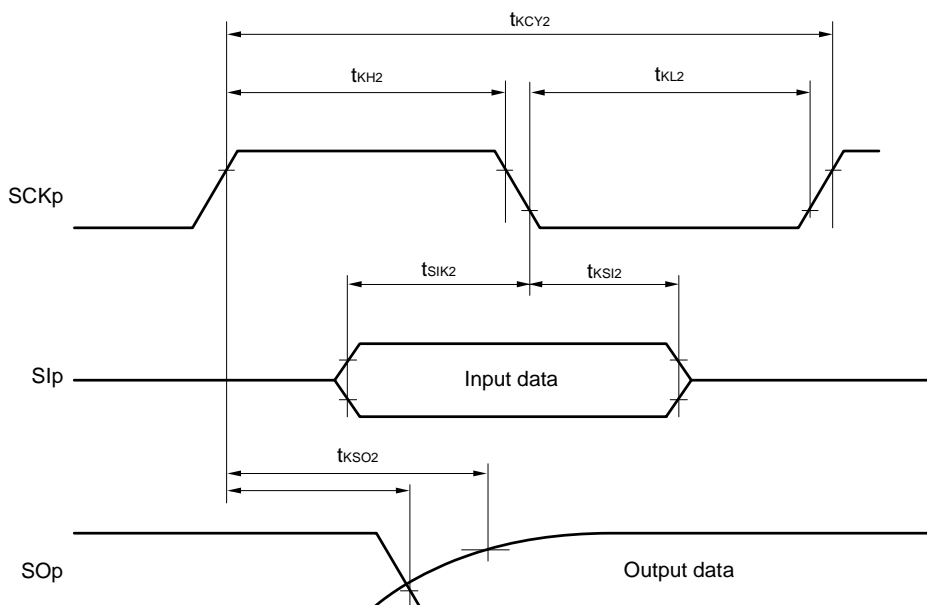 tKCY2
tKH2
tKL2
SCKp
tSIK2
tKSI2
SIp
Input data
tKSO2
SOp
Output data